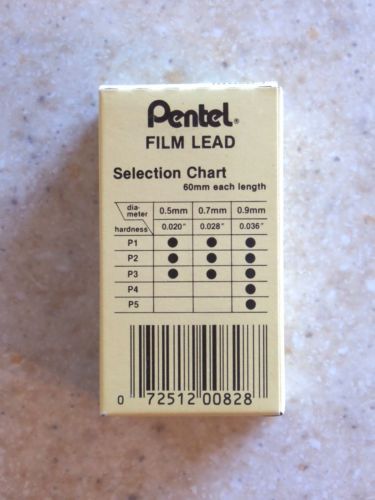 Pentel®
FILM LEAD
Selection Chart
60mm each length
dia-
meter 0.5mm 0.7mm 0.9mm
hardness 0.020" 0.028" 0.036"
P1 ● ● ●
P2 ● ● ●
P3 ● ● ●
P4 ●
P5 ●
0 72512 00828